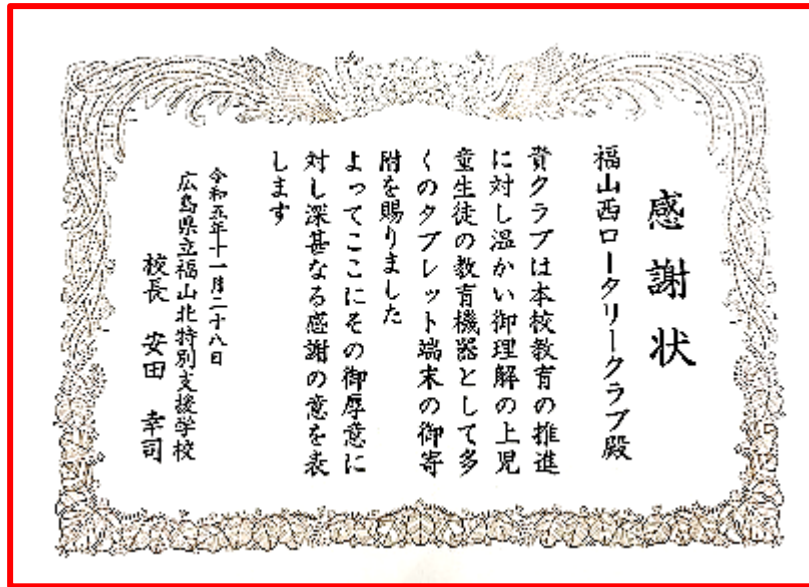 感謝状
福山西ロータリークラブ殿
貴クラブは本校教育の推進
に対し温かい御理解の上児
童生徒の教育機器として多
くのタブレット端末の御寄
附を賜りました
よってここにその御厚意に
対し深甚なる感謝の意を表
します
令和五年十一月二十八日
広島県立福山北特別支援学校
校長 安田 幸司